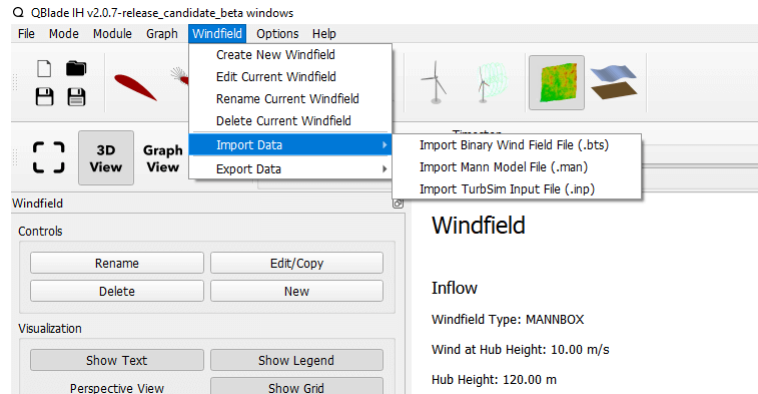 QBlade IH v2.0.7-release_candidate_beta windows
File Mode Module Graph Windfield Options Help
Create New Windfield
Edit Current Windfield
Rename Current Windfield
Delete Current Windfield
Import Data
Export Data
Import Binary Wind Field File (.bts)
Import Mann Model File (.man)
Import TurbSim Input File (.inp)
3D View
Graph View
Windfield
Controls
Rename Edit/Copy
Delete New
Visualization
Show Text Show Legend
Perspective View Show Grid
Windfield
Inflow
Windfield Type: MANNBOX
Wind at Hub Height: 10.00 m/s
Hub Height: 120.00 m